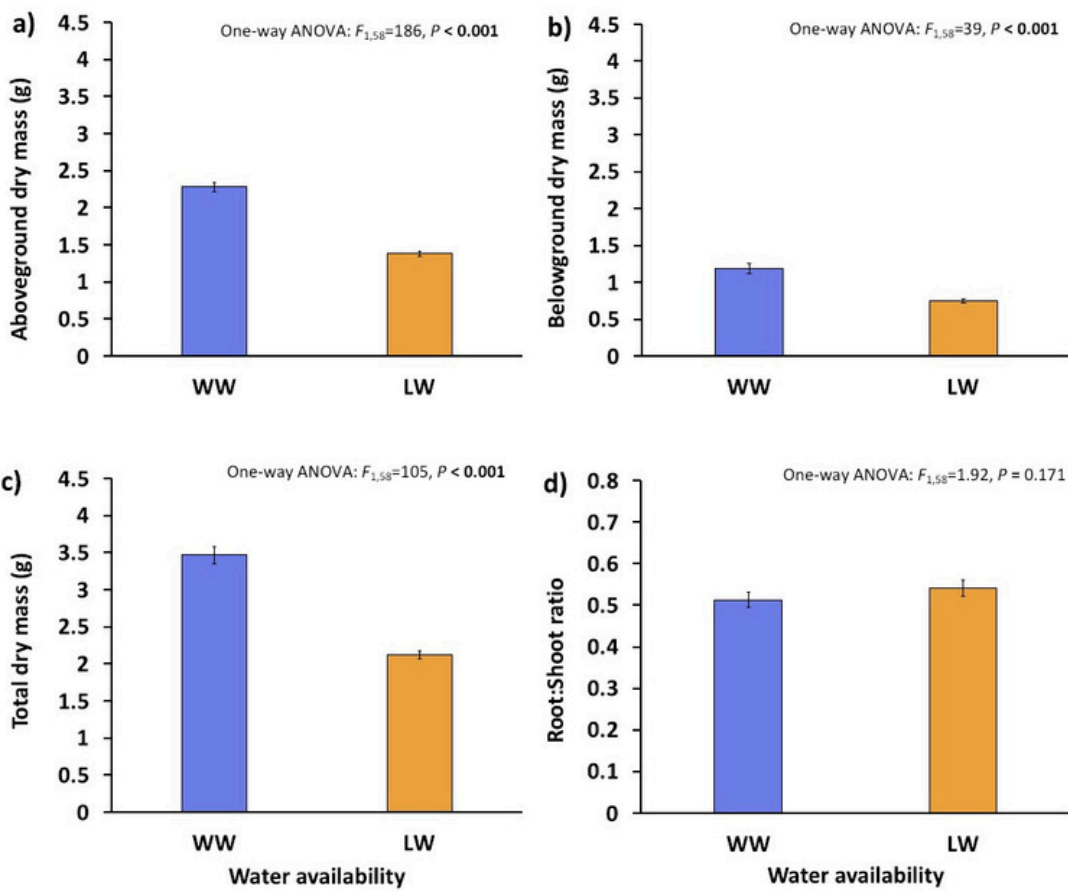 a)
One-way ANOVA: F1,58=186, P < 0.001
Aboveground dry mass (g)
4.5
4
3.5
3
2.5
2
1.5
1
0.5
0
WW LW
b)
One-way ANOVA: F1,58=39, P < 0.001
Belowground dry mass (g)
4.5
4
3.5
3
2.5
2
1.5
1
0.5
0
WW LW
c)
One-way ANOVA: F1,58=105, P < 0.001
Total dry mass (g)
4.5
4
3.5
3
2.5
2
1.5
1
0.5
0
WW LW
Water availability
d)
One-way ANOVA: F1,58=1.92, P = 0.171
Root:Shoot ratio
0.8
0.7
0.6
0.5
0.4
0.3
0.2
0.1
0
WW LW
Water availability